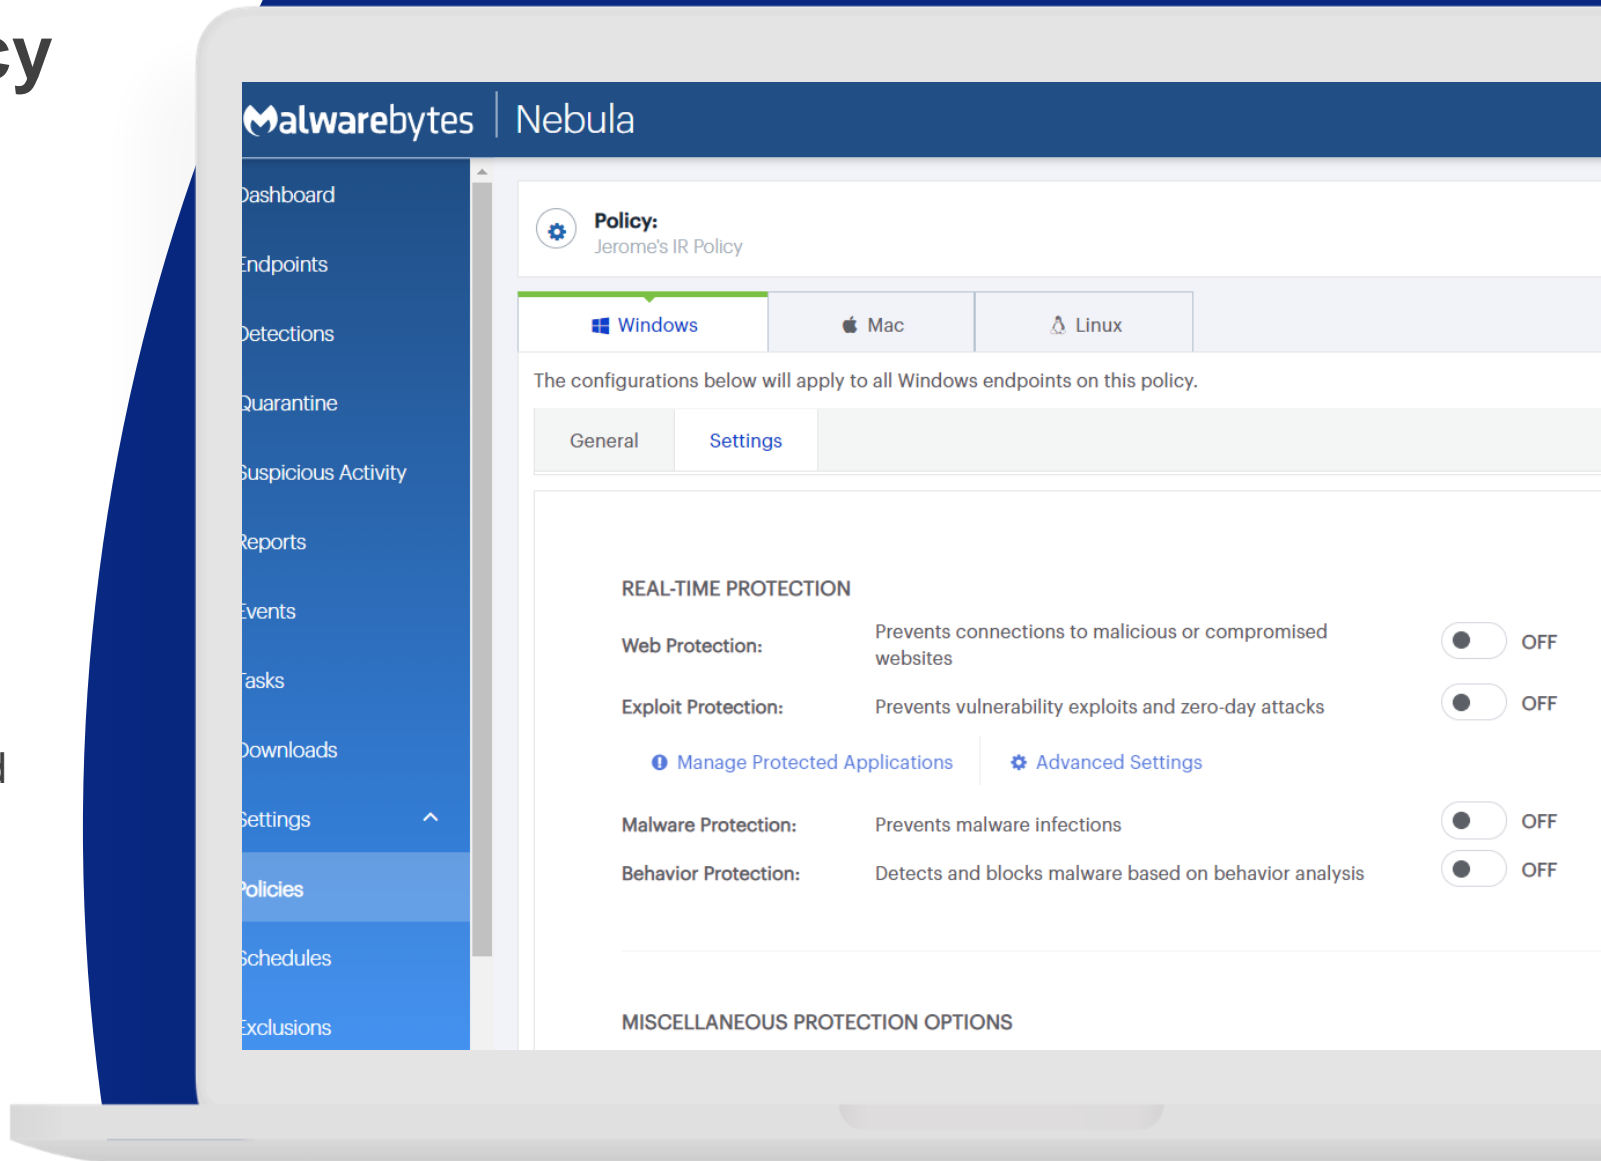 cy
Malwarebytes Nebula
Dashboard
Endpoints
Detections
Quarantine
Suspicious Activity
Reports
Events
Tasks
Downloads
Settings
Policies
Schedules
Exclusions
Policy:
Jerome's IR Policy
Windows Mac Linux
The configurations below will apply to all Windows endpoints on this policy.
General Settings
REAL-TIME PROTECTION
Web Protection: Prevents connections to malicious or compromised
websites OFF
Exploit Protection: Prevents vulnerability exploits and zero-day attacks OFF
Manage Protected Applications Advanced Settings
Malware Protection: Prevents malware infections OFF
Behavior Protection: Detects and blocks malware based on behavior analysis OFF
MISCELLANEOUS PROTECTION OPTIONS